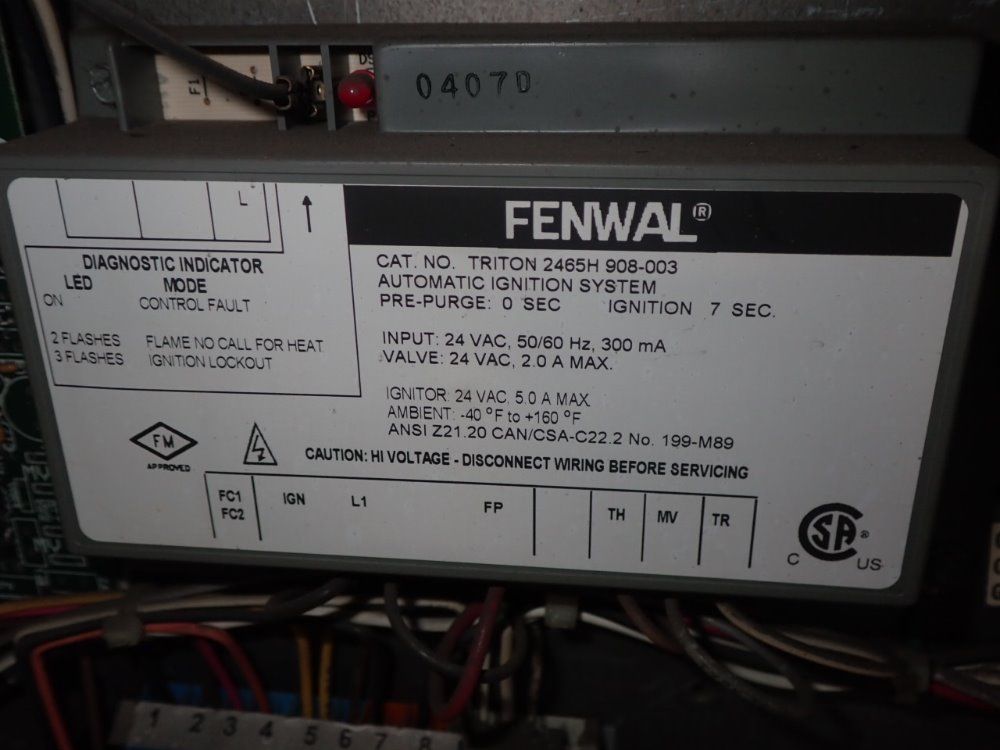 F1
DS
04070
L
FENWAL®
CAT. NO. TRITON 2465H 908-003
AUTOMATIC IGNITION SYSTEM
PRE-PURGE: 0 SEC IGNITION 7 SEC.
INPUT: 24 VAC, 50/60 Hz, 300 mA
VALVE: 24 VAC, 2.0 A MAX.
IGNITOR: 24 VAC, 5.0 A MAX
AMBIENT: -40 °F to +160 °F
ANSI Z21.20 CAN/CSA-C22.2 No. 199-M89
DIAGNOSTIC INDICATOR
LED MODE
ON CONTROL FAULT
2 FLASHES FLAME NO CALL FOR HEAT
3 FLASHES IGNITION LOCKOUT
FM
APPROVED
CAUTION: HI VOLTAGE - DISCONNECT WIRING BEFORE SERVICING
FC1 IGN L1 FP TH MV TR
FC2
CSA®
C US
1 2 3 4 5 6 7 8